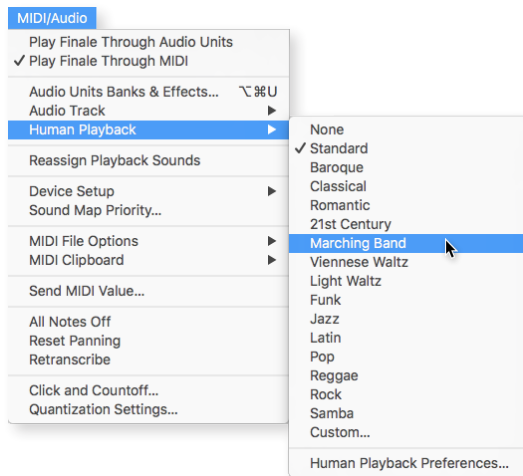 MIDI/Audio
Play Finale Through Audio Units
✓ Play Finale Through MIDI
Audio Units Banks & Effects... ⌥⌘U
Audio Track ▶
Human Playback ▶
Reassign Playback Sounds
Device Setup ▶
Sound Map Priority...
MIDI File Options ▶
MIDI Clipboard ▶
Send MIDI Value...
All Notes Off
Reset Panning
Retranscribe
Click and Countoff...
Quantization Settings...
None
✓ Standard
Baroque
Classical
Romantic
21st Century
Marching Band
Viennese Waltz
Light Waltz
Funk
Jazz
Latin
Pop
Reggae
Rock
Samba
Custom...
Human Playback Preferences...